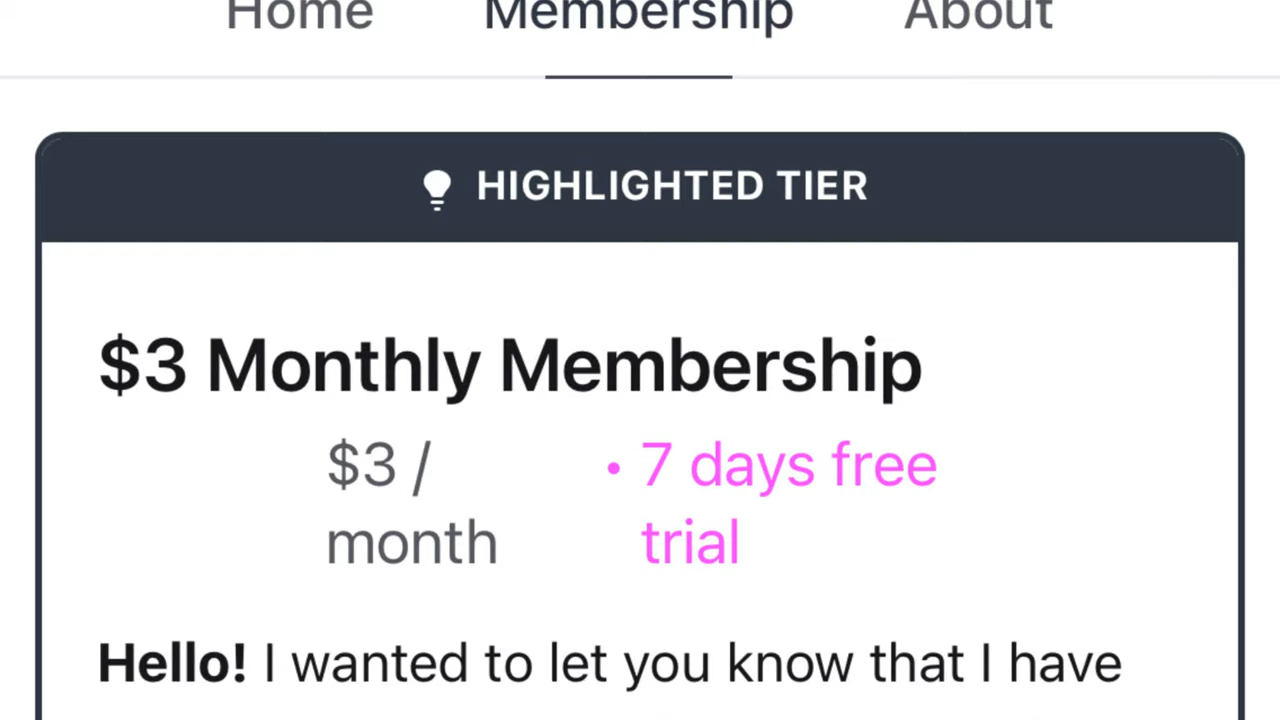 Home Membership About
HIGHLIGHTED TIER
$3 Monthly Membership
$3 / • 7 days free
month trial
Hello! I wanted to let you know that I have